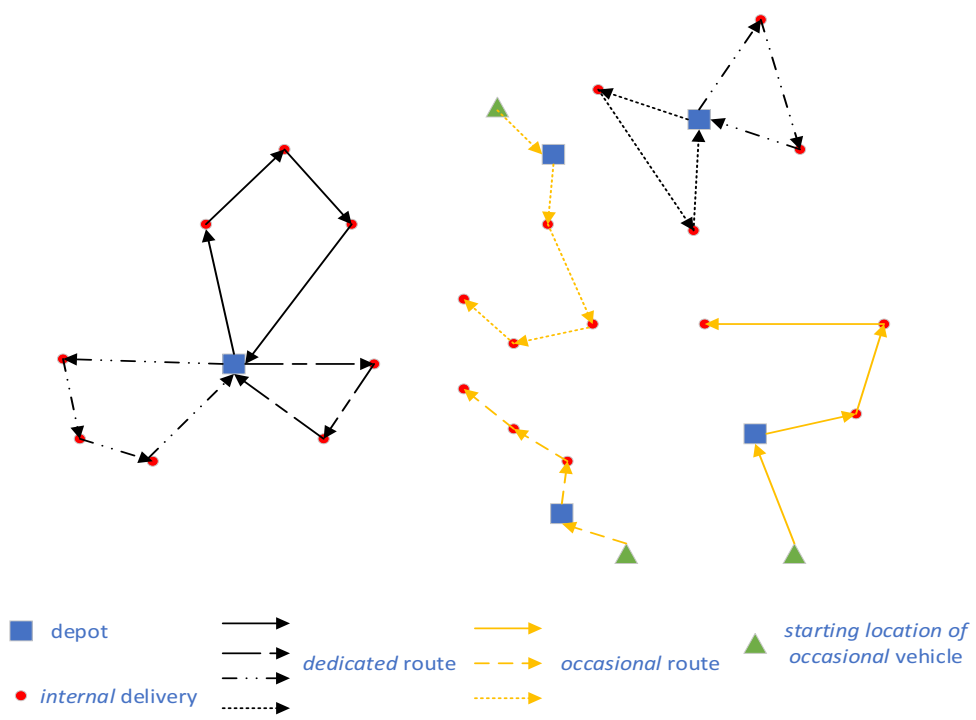 depot
internal delivery
dedicated route
occasional route
starting location of
occasional vehicle